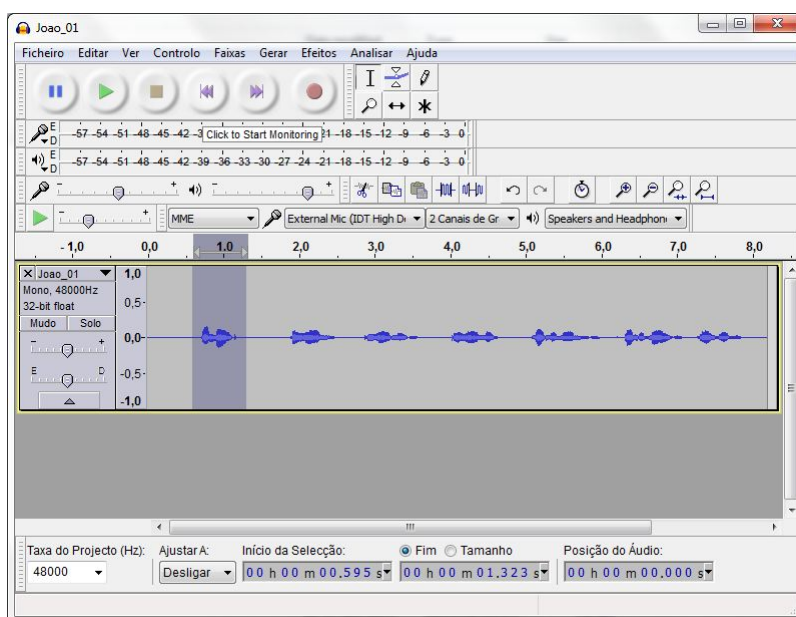 Joao_01
Ficheiro Editar Ver Controlo Faixas Gerar Efeitos Analisar Ajuda
E
D
-57 -54 -51 -48 -45 -42 -3 Click to Start Monitoring 21 -18 -15 -12 -9 -6 -3 0
E
D
-57 -54 -51 -48 -45 -42 -39 -36 -33 -30 -27 -24 -21 -18 -15 -12 -9 -6 -3 0
- + - +
- + MME External Mic (IDT High De 2 Canais de Gr Speakers and Headphon
- 1,0 0,0 1,0 2,0 3,0 4,0 5,0 6,0 7,0 8,0
X Joao_01 1,0
Mono, 48000Hz
32-bit float
0,5-
Mudo Solo
- + 0,0-
E D -0,5-
-1,0
Taxa do Projecto (Hz): Ajustar A: Início da Selecção: Fim Tamanho Posição do Áudio:
48000 Desligar 00 h 00 m 00.595 s 00 h 00 m 01.323 s 00 h 00 m 00.000 s